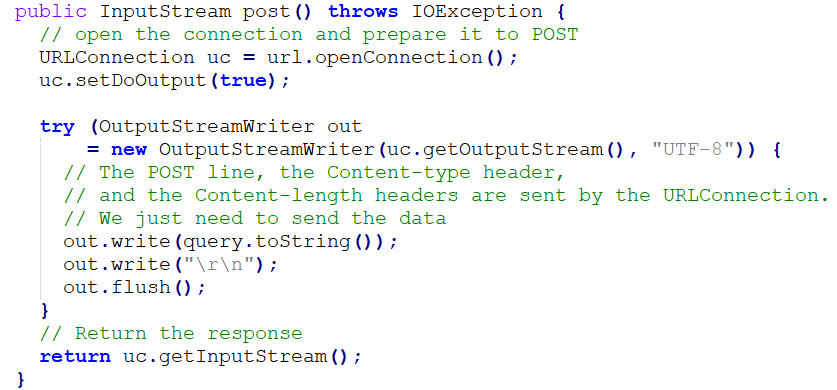 public InputStream post() throws IOException {
// open the connection and prepare it to POST
URLConnection uc = url.openConnection();
uc.setDoOutput(true);
try (OutputStreamWriter out
= new OutputStreamWriter(uc.getOutputStream(), "UTF-8")) {
// The POST line, the Content-type header,
// and the Content-length headers are sent by the URLConnection.
// We just need to send the data
out.write(query.toString());
out.write("\r\n");
out.flush();
}
// Return the response
return uc.getInputStream();
}